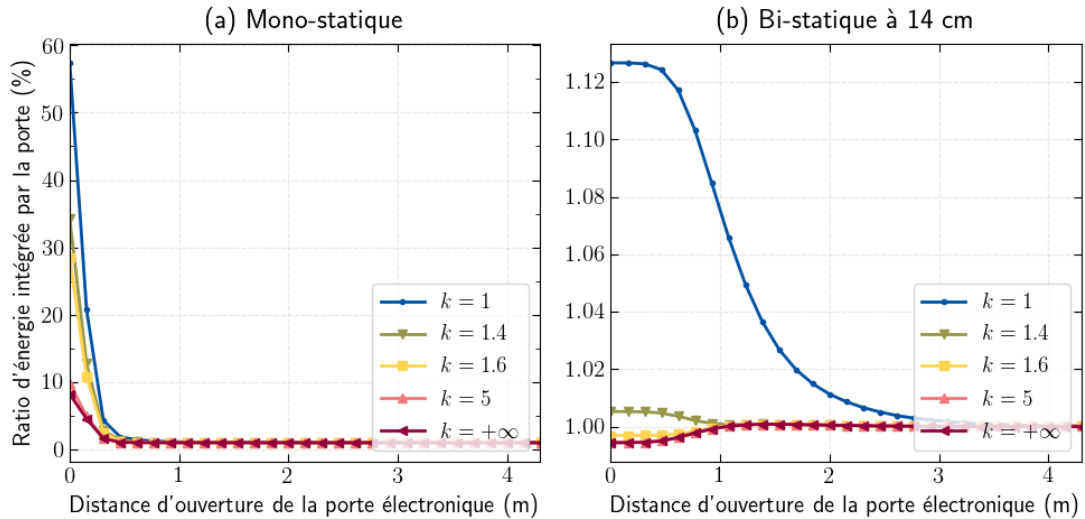 (a) Mono-statique
(b) Bi-statique à 14 cm
Ratio d'énergie intégrée par la porte (%)
60
50
40
30
20
10
0
0
1
2
3
4
k = 1
k = 1.4
k = 1.6
k = 5
k = +∞
Distance d'ouverture de la porte électronique (m)
1.12
1.10
1.08
1.06
1.04
1.02
1.00
0
1
2
3
4
k = 1
k = 1.4
k = 1.6
k = 5
k = +∞
Distance d'ouverture de la porte électronique (m)